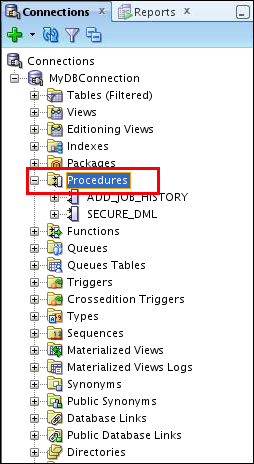 Connections Reports
Connections
MyDBConnection
Tables (Filtered)
Views
Editioning Views
Indexes
Packages
Procedures
ADD_JOB_HISTORY
SECURE_DML
Functions
Queues
Queues Tables
Triggers
Crossedition Triggers
Types
Sequences
Materialized Views
Materialized Views Logs
Synonyms
Public Synonyms
Database Links
Public Database Links
Directories